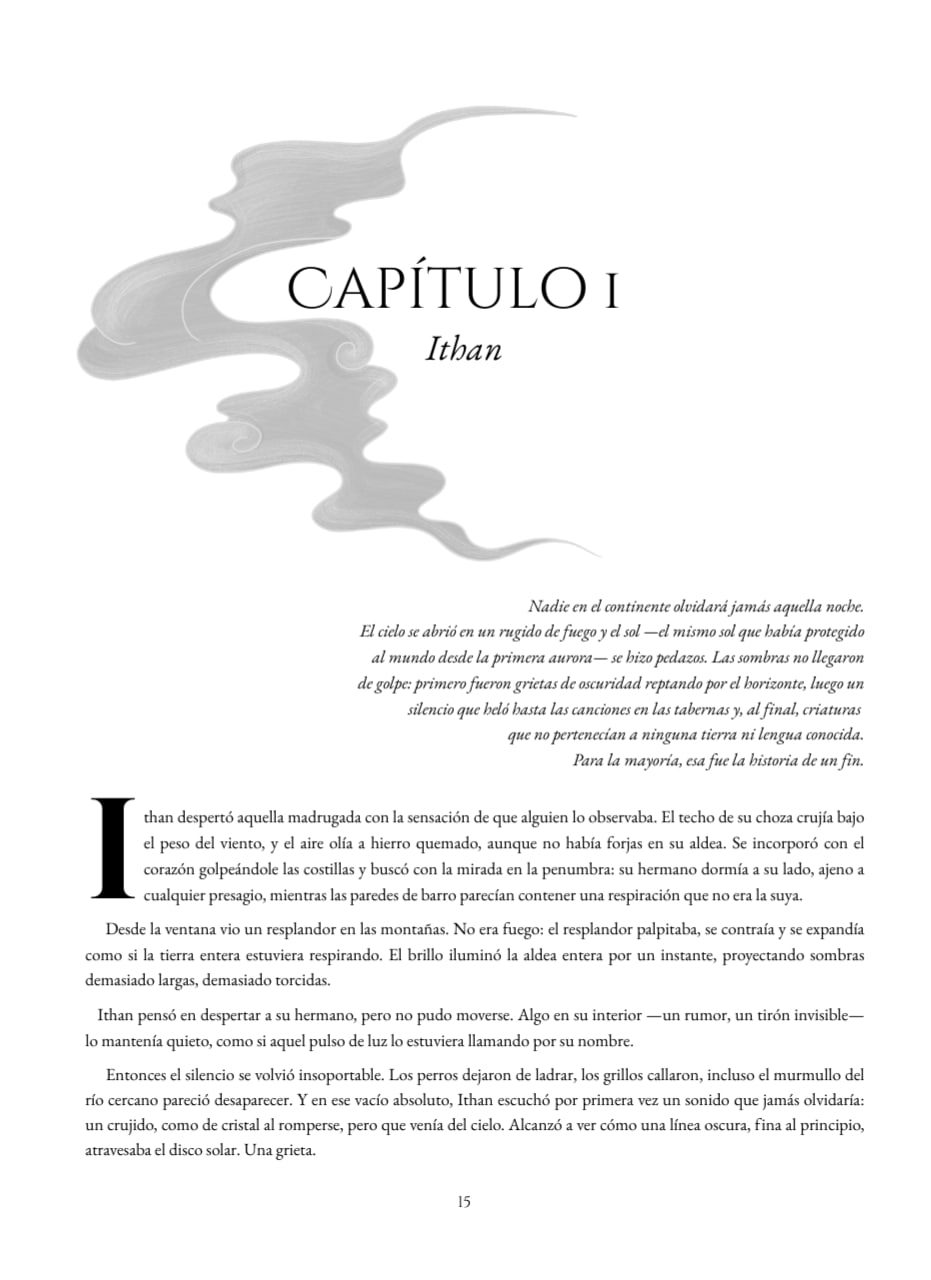 CAPÍTULO I
Ithan
Nadie en el continente olvidará jamás aquella noche.
El cielo se abrió en un rugido de fuego y el sol —el mismo sol que había protegido
al mundo desde la primera aurora— se hizo pedazos. Las sombras no llegaron
de golpe: primero fueron grietas de oscuridad reptando por el horizonte, luego un
silencio que heló hasta las canciones en las tabernas y, al final, criaturas
que no pertenecían a ninguna tierra ni lengua conocida.
Para la mayoría, esa fue la historia de un fin.
Ithan despertó aquella madrugada con la sensación de que alguien lo observaba. El techo de su choza crujía bajo
el peso del viento, y el aire olía a hierro quemado, aunque no había forjas en su aldea. Se incorporó con el
corazón golpeándole las costillas y buscó con la mirada en la penumbra: su hermano dormía a su lado, ajeno a
cualquier presagio, mientras las paredes de barro parecían contener una respiración que no era la suya.
Desde la ventana vio un resplandor en las montañas. No era fuego: el resplandor palpitaba, se contraía y se expandía
como si la tierra entera estuviera respirando. El brillo iluminó la aldea entera por un instante, proyectando sombras
demasiado largas, demasiado torcidas.
Ithan pensó en despertar a su hermano, pero no pudo moverse. Algo en su interior —un rumor, un tirón invisible—
lo mantenía quieto, como si aquel pulso de luz lo estuviera llamando por su nombre.
Entonces el silencio se volvió insoportable. Los perros dejaron de ladrar, los grillos callaron, incluso el murmullo del
río cercano pareció desaparecer. Y en ese vacío absoluto, Ithan escuchó por primera vez un sonido que jamás olvidaría:
un crujido, como de cristal al romperse, pero que venía del cielo. Alcanzó a ver cómo una línea oscura, fina al principio,
atravesaba el disco solar. Una grieta.
15